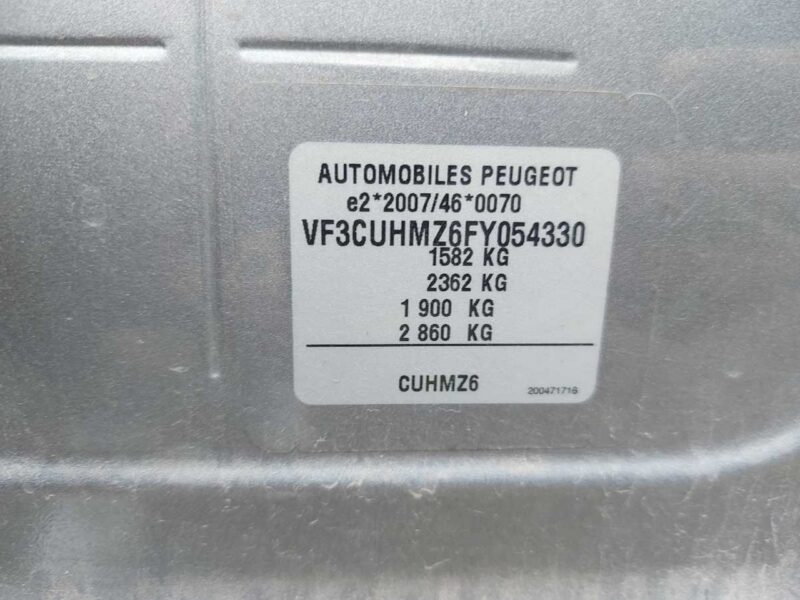 AUTOMOBILES PEUGEOT
e2*2007/46*0070
VF3CUHMZ6FY054330
1582 KG
2362 KG
1 900 KG
2 860 KG
CUHMZ6
200471716